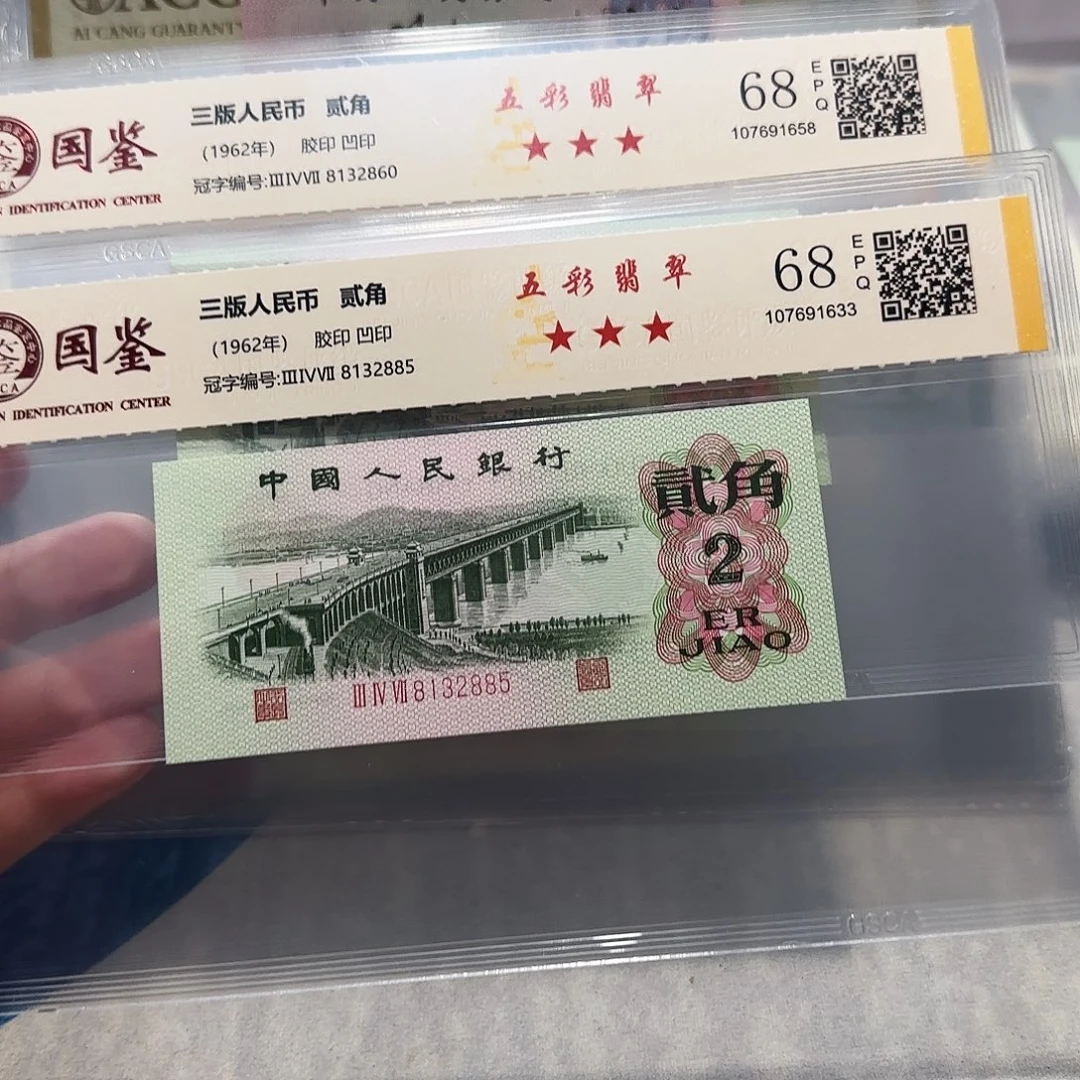 AI CANG GUARANTY
国鉴
IDENTIFICATION CENTER
三版人民币 贰角
(1962年) 胶印 凹印
冠字编号:ⅢⅣⅦ 8132860
五彩翡翠
★★★
68
EPQ
107691658
GSCA
国鉴
IDENTIFICATION CENTER
三版人民币 贰角
(1962年) 胶印 凹印
冠字编号:ⅢⅣⅦ 8132885
五彩翡翠
★★★
68
EPQ
107691633
中國人民銀行
貳角
2
ER
JIAO
ⅢⅣⅦ8132885
GSCA